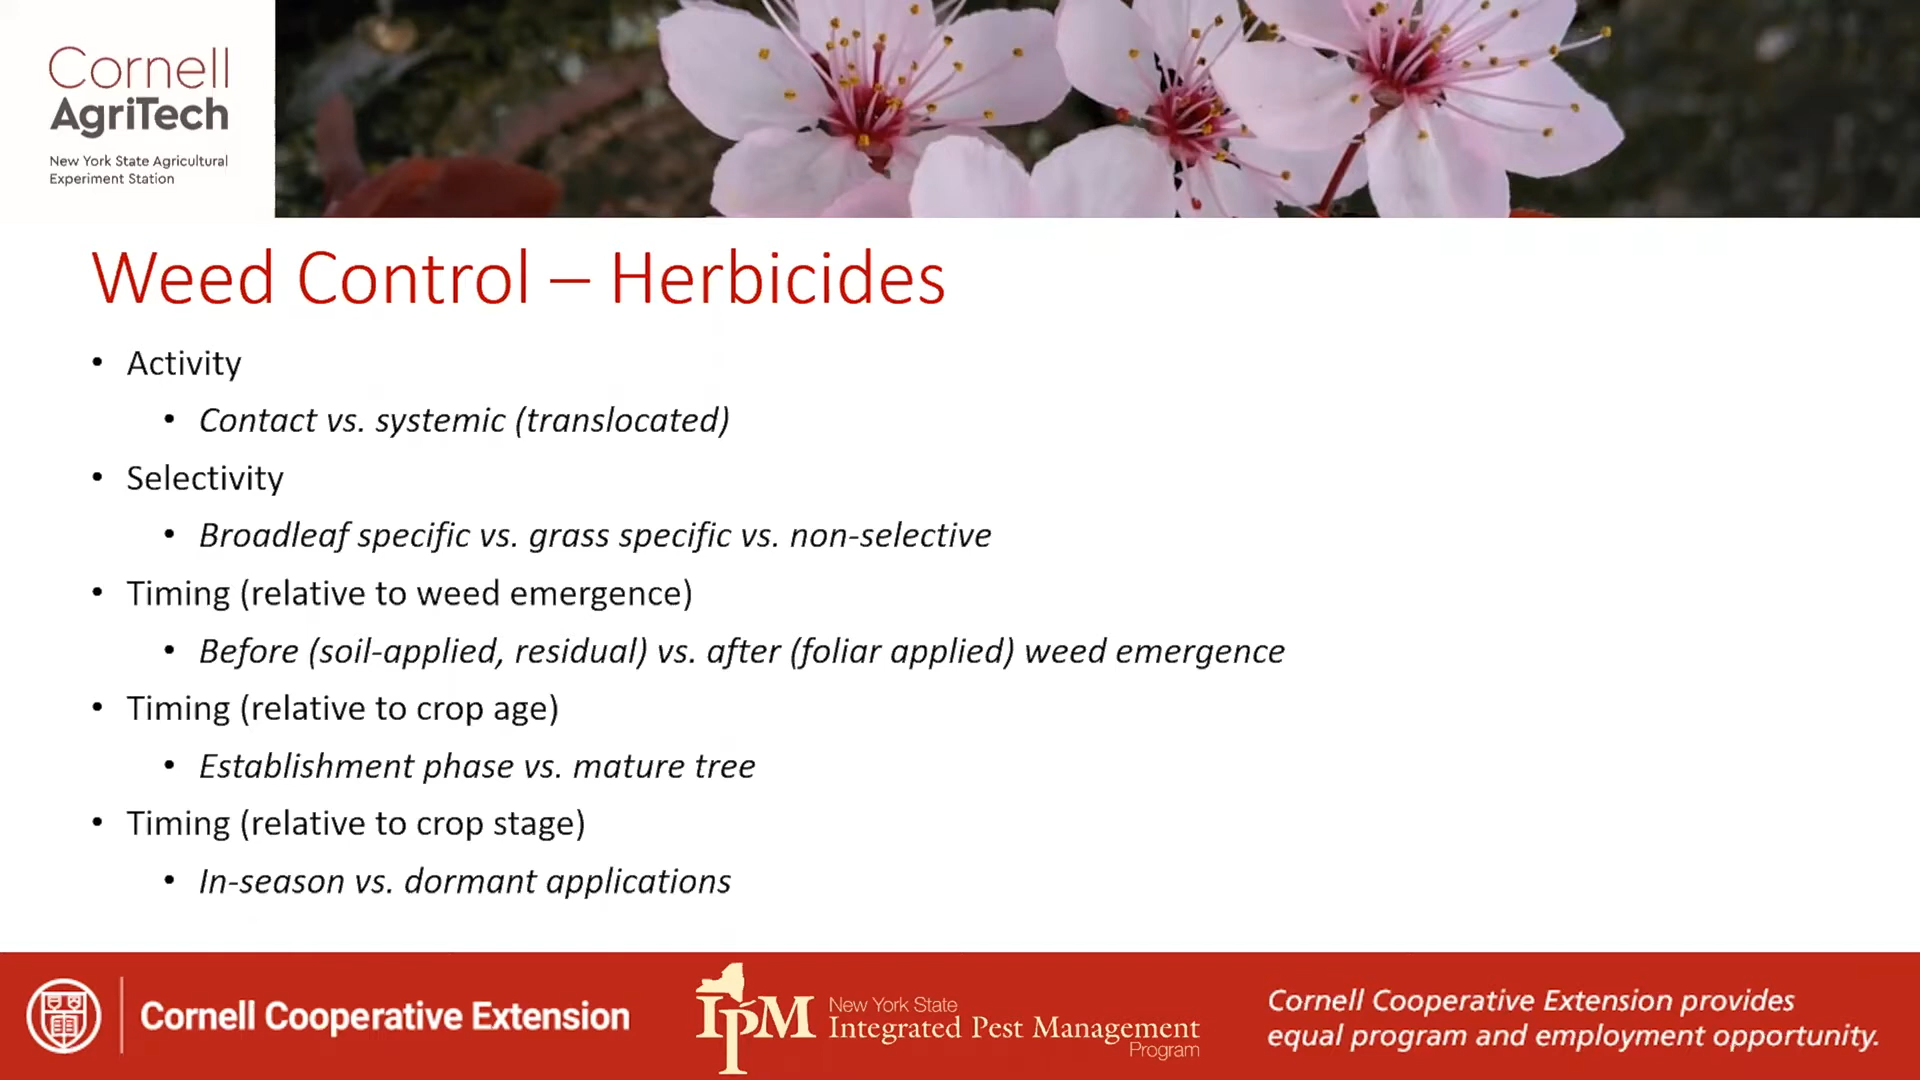 Cornell
AgriTech
New York State Agricultural
Experiment Station
Weed Control – Herbicides
• Activity
• Contact vs. systemic (translocated)
• Selectivity
• Broadleaf specific vs. grass specific vs. non-selective
• Timing (relative to weed emergence)
• Before (soil-applied, residual) vs. after (foliar applied) weed emergence
• Timing (relative to crop age)
• Establishment phase vs. mature tree
• Timing (relative to crop stage)
• In-season vs. dormant applications
Cornell Cooperative Extension
IPM
New York State
Integrated Pest Management
Program
Cornell Cooperative Extension provides
equal program and employment opportunity.